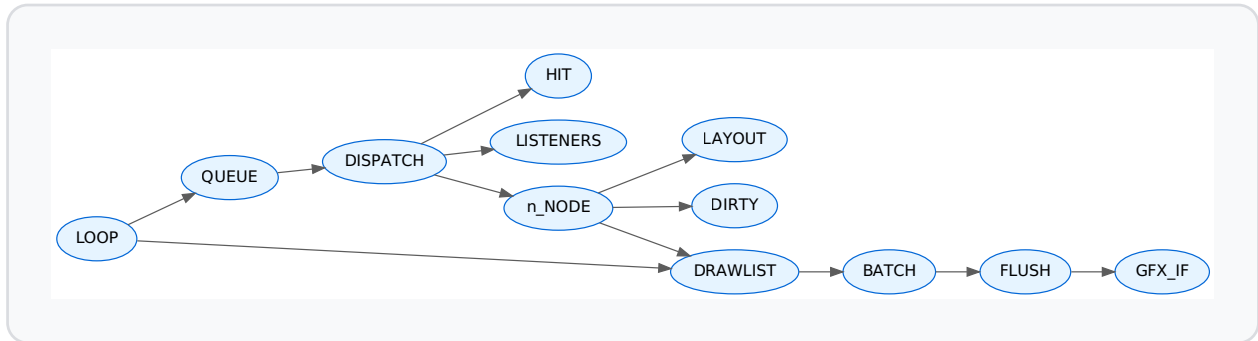 HIT
LISTENERS
LAYOUT
DISPATCH
QUEUE
n_NODE
DIRTY
LOOP
DRAWLIST
BATCH
FLUSH
GFX_IF